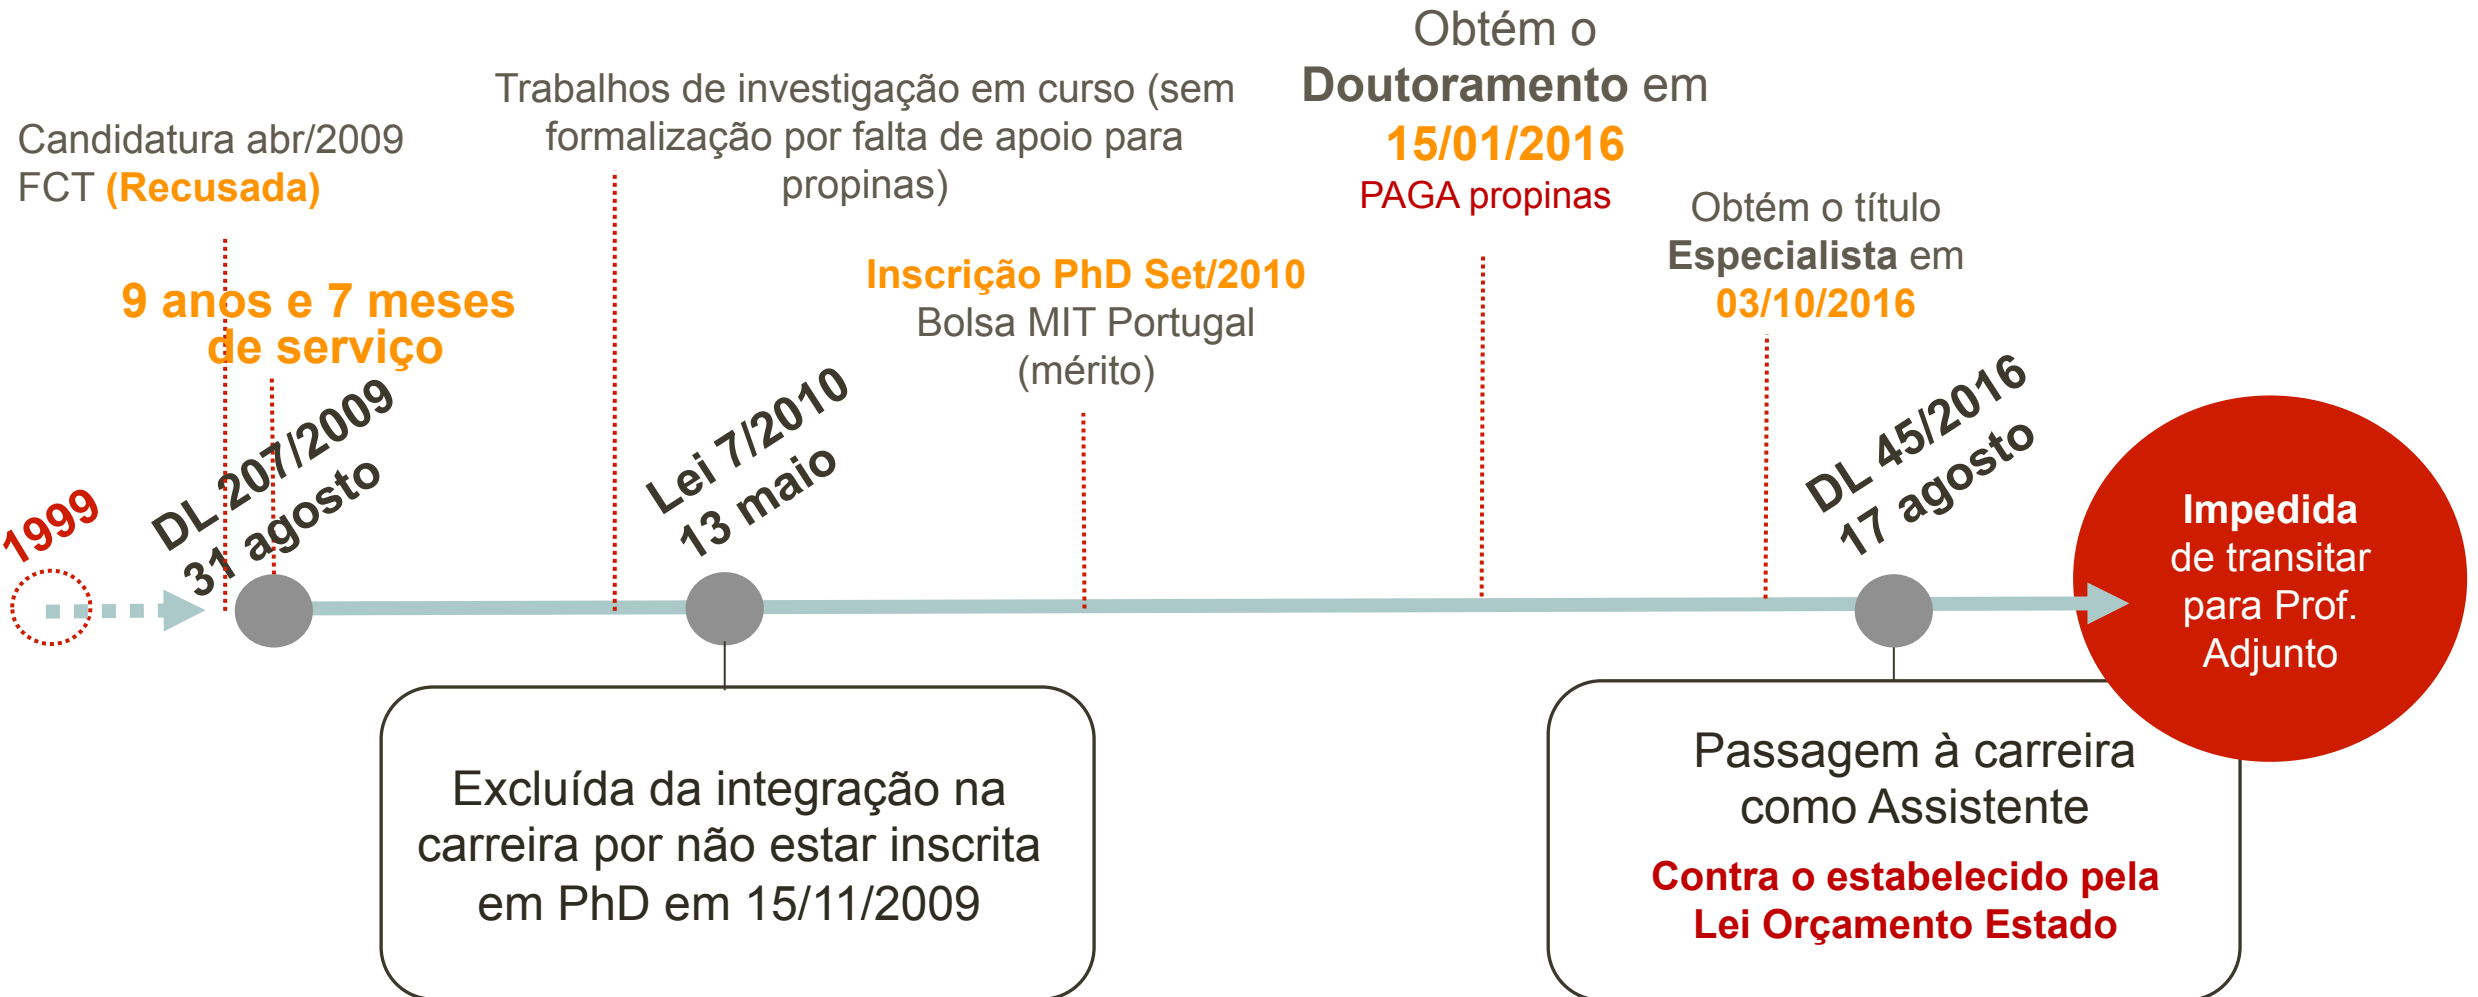 Candidatura abr/2009
FCT (Recusada)
9 anos e 7 meses
de serviço
Trabalhos de investigação em curso (sem
formalização por falta de apoio para
propinas)
Inscrição PhD Set/2010
Bolsa MIT Portugal
(mérito)
Obtém o
Doutoramento em
15/01/2016
PAGA propinas
Obtém o título
Especialista em
03/10/2016
1999
DL 207/2009
31 agosto
Lei 7/2010
13 maio
DL 45/2016
17 agosto
Impedida
de transitar
para Prof.
Adjunto
Excluída da integração na
carreira por não estar inscrita
em PhD em 15/11/2009
Passagem à carreira
como Assistente
Contra o estabelecido pela
Lei Orçamento Estado